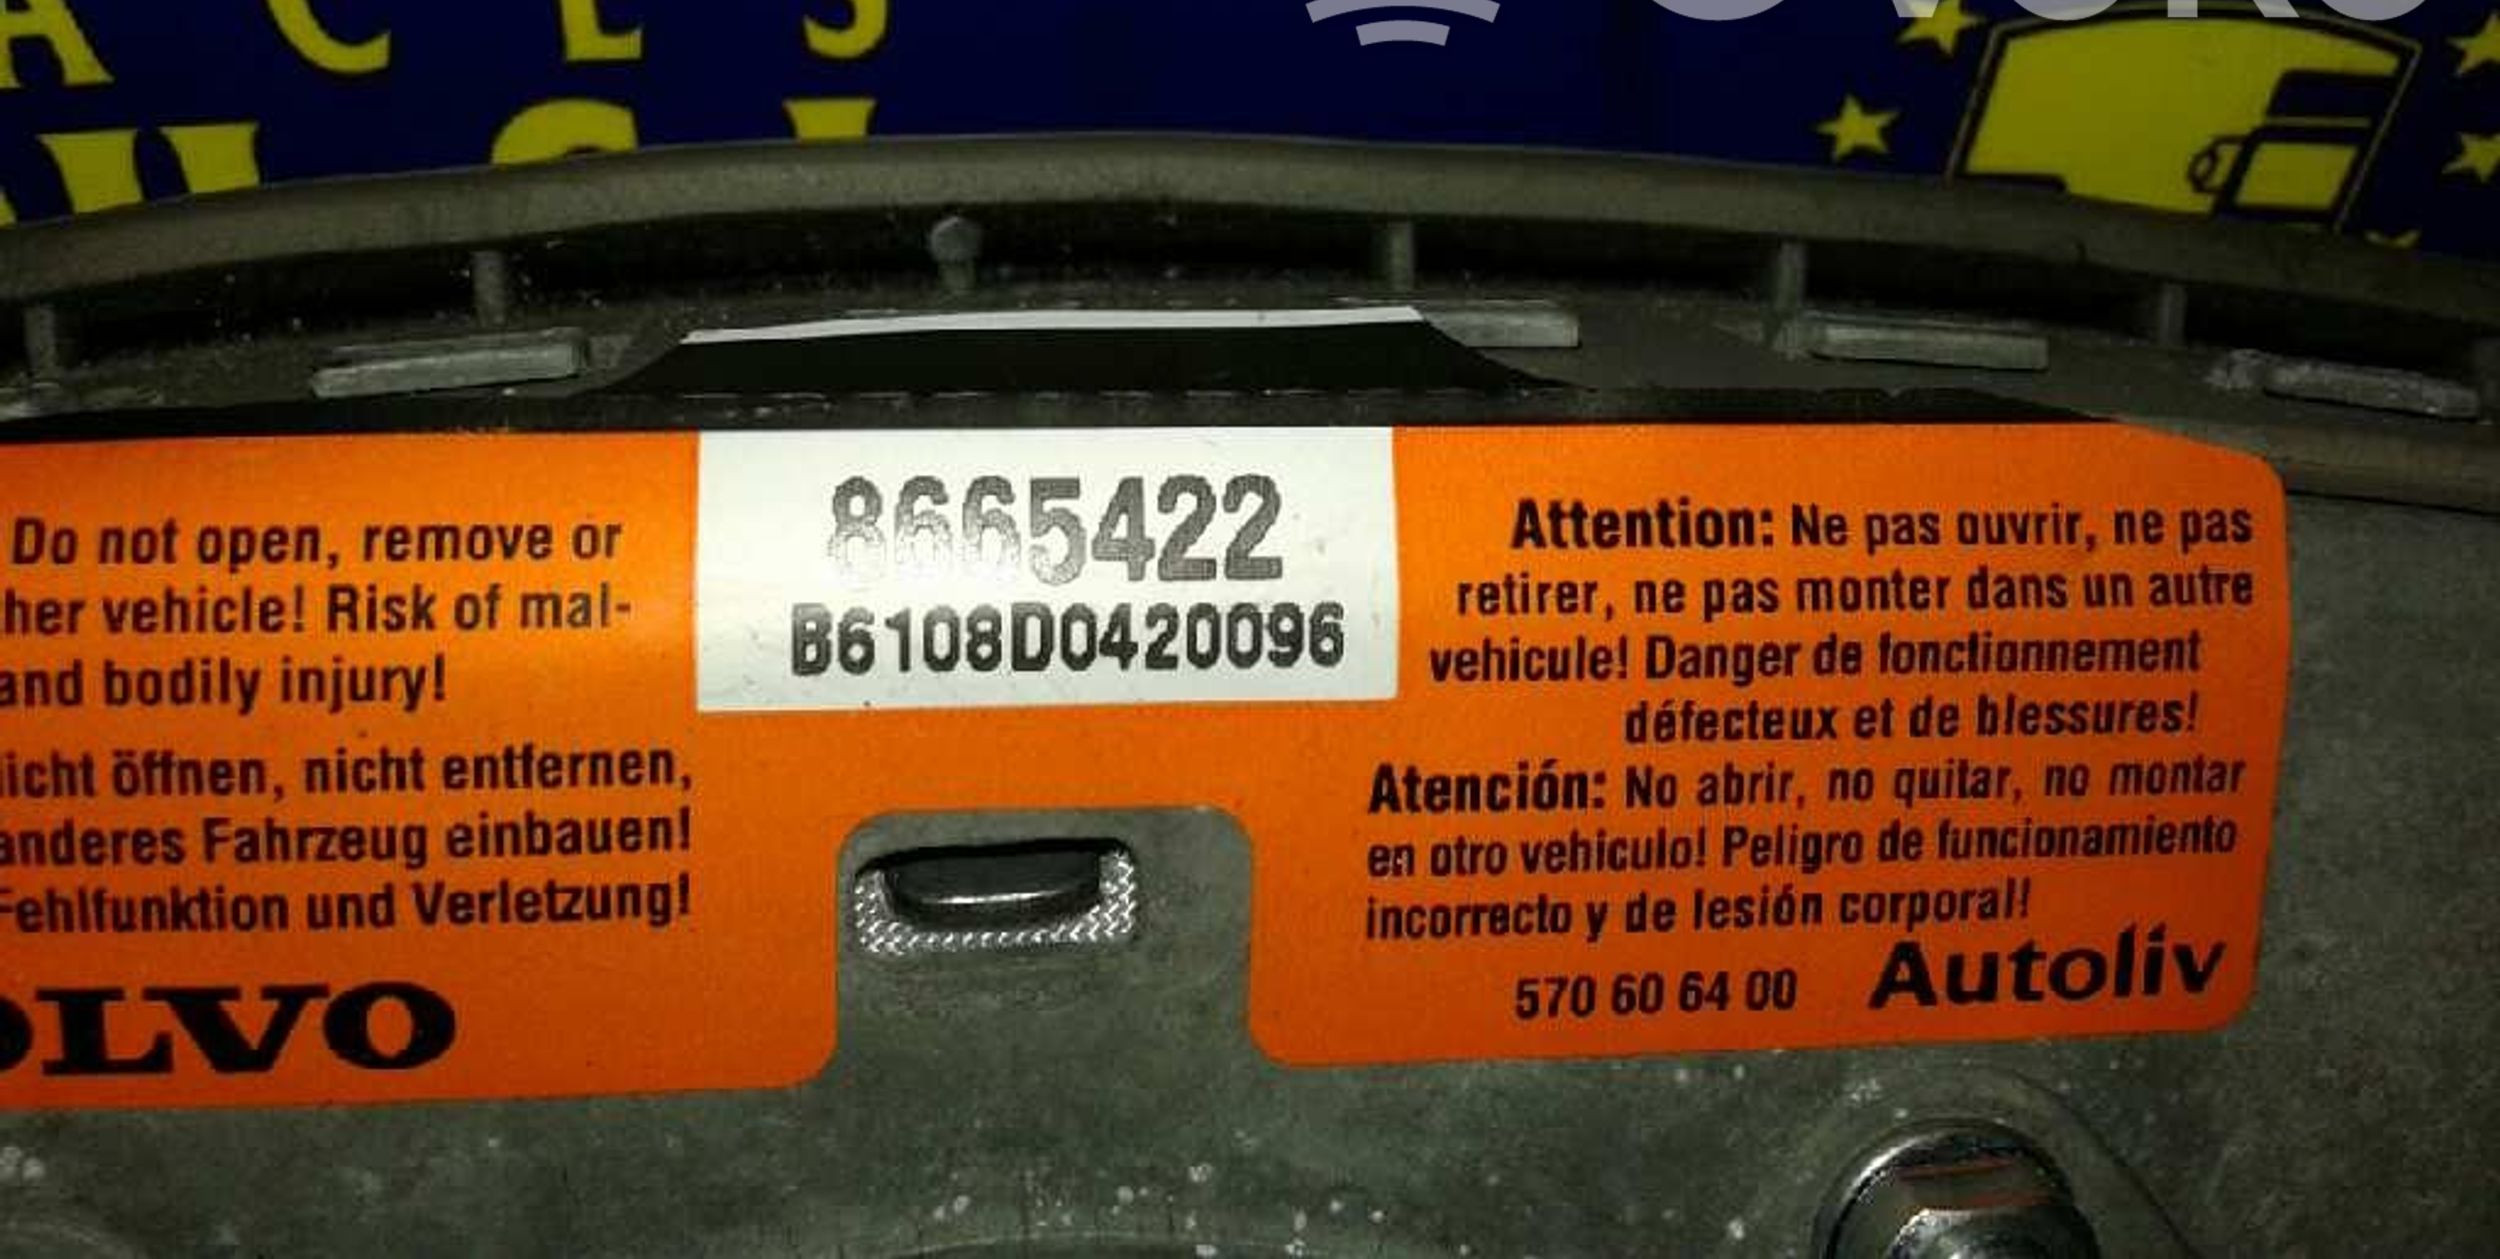 Do not open, remove or
her vehicle! Risk of mal-
and bodily injury!
icht öffnen, nicht entfernen,
anderes Fahrzeug einbauen!
Fehlfunktion und Verletzung!
OLVO
8665422
B6108D0420096
Attention: Ne pas ouvrir, ne pas
retirer, ne pas monter dans un autre
vehicule! Danger de fonctionnement
défecteux et de blessures!
Atención: No abrir, no quitar, no montar
en otro vehiculo! Peligro de funcionamiento
incorrecto y de lesión corporal!
570 60 64 00 Autoliv